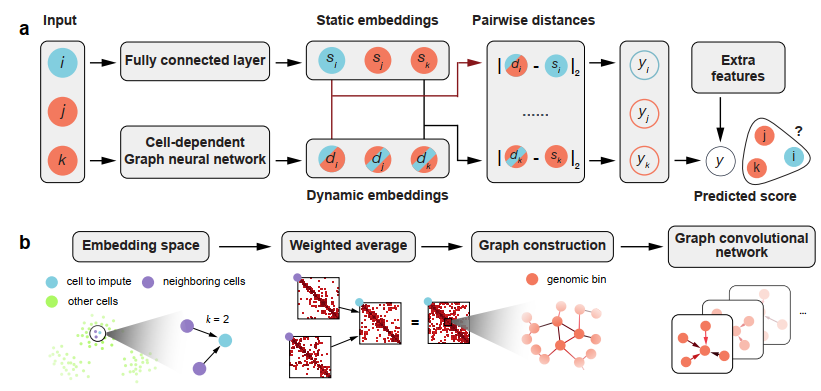 a
Input
Static embeddings
Pairwise distances
i
j
k
Fully connected layer
Cell-dependent
Graph neural network
s_i
s_j
s_k
d_i
d_j
d_k
Dynamic embeddings
| d_i - s_i |_2
......
| d_k - s_k |_2
y_i
y_j
y_k
Extra
features
y
j
k
i
?
Predicted score
b
Embedding space
Weighted average
Graph construction
Graph convolutional
network
cell to impute
neighboring cells
other cells
k = 2
=
genomic bin
...